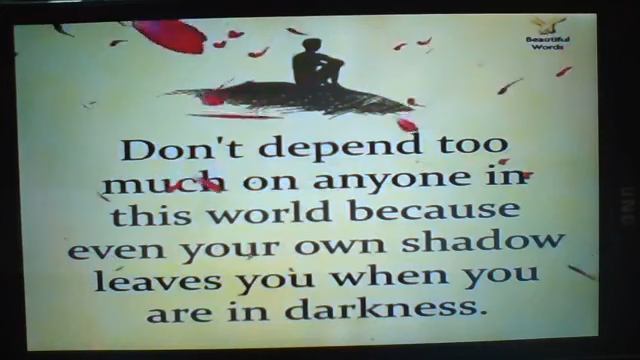 Beautiful
Words
Don't depend too
much on anyone in
this world because
even your own shadow
leaves you when you
are in darkness.